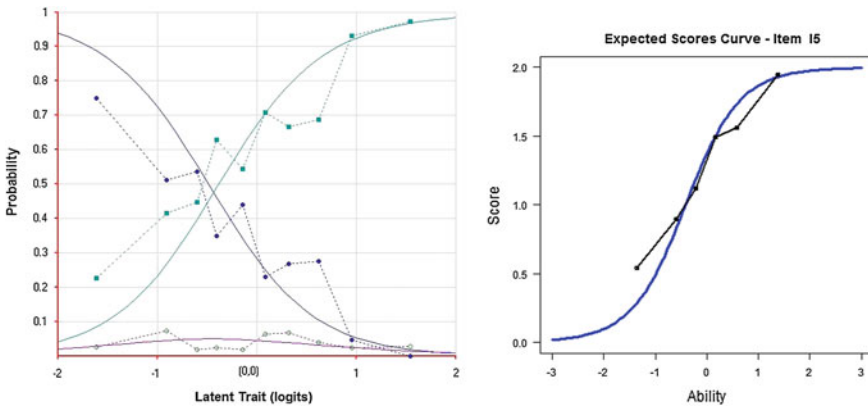 1
0.9
0.8
0.7
0.6
0.5
0.4
0.3
0.2
0.1
Probability
-2 -1 [0,0] 1 2
Latent Trait (logits)
Expected Scores Curve - Item I5
2.0
1.5
1.0
0.5
0.0
Score
-3 -2 -1 0 1 2 3
Ability